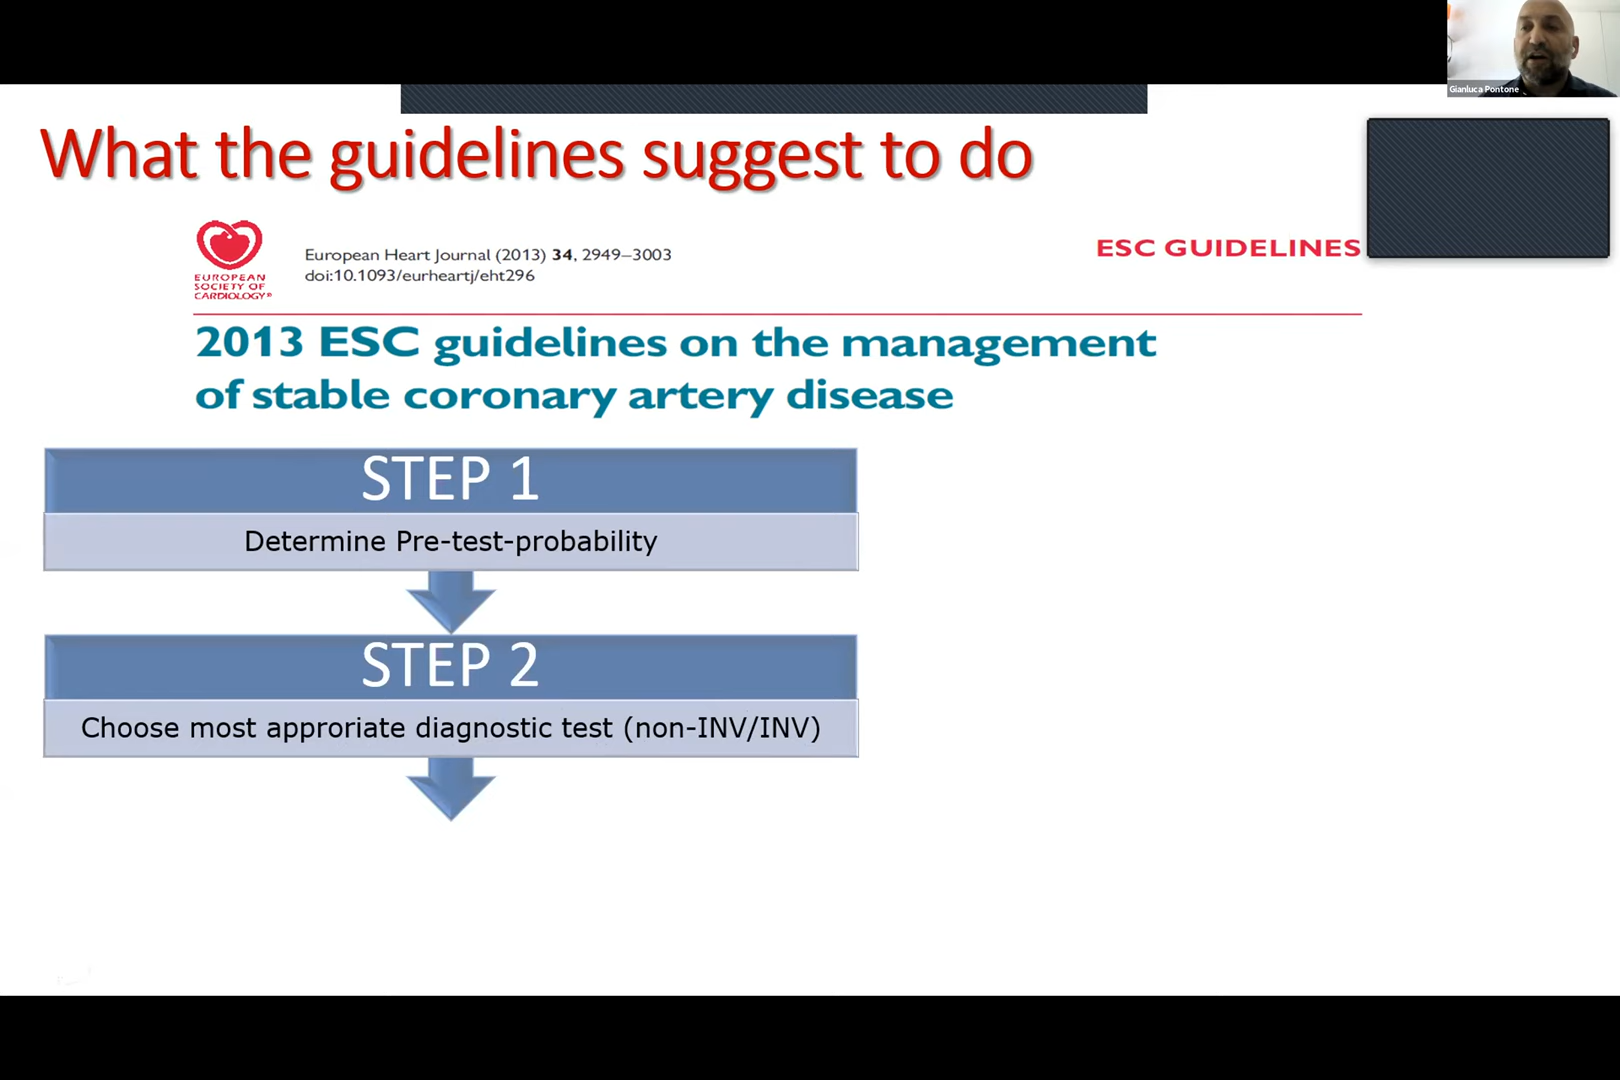 Gianluca Pontone
What the guidelines suggest to do
EUROPEAN
SOCIETY OF
CARDIOLOGY®
European Heart Journal (2013) 34, 2949–3003
doi:10.1093/eurheartj/eht296
ESC GUIDELINES
2013 ESC guidelines on the management
of stable coronary artery disease
STEP 1
Determine Pre-test-probability
STEP 2
Choose most approriate diagnostic test (non-INV/INV)